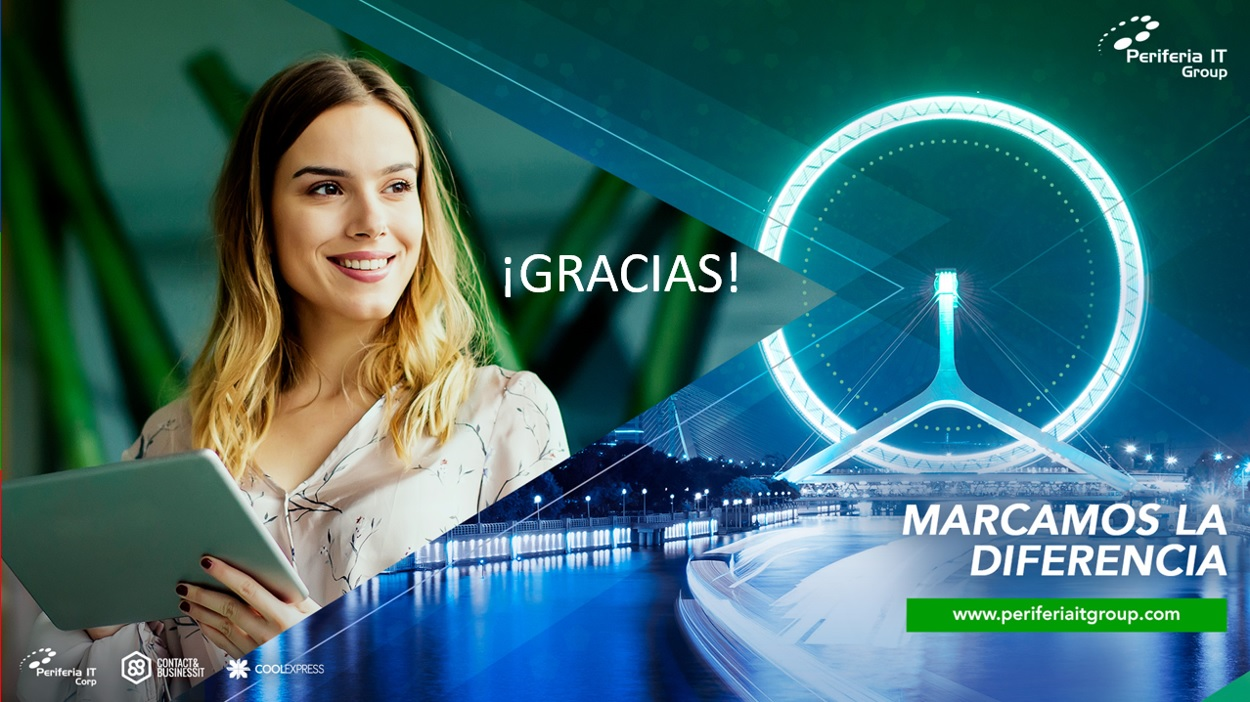 Periferia IT
Group
¡GRACIAS!
MARCAMOS LA
DIFERENCIA
www.periferiaitgroup.com
Periferia IT
Corp
CONTACT&
BUSINESSIT
COOLEXPRESS